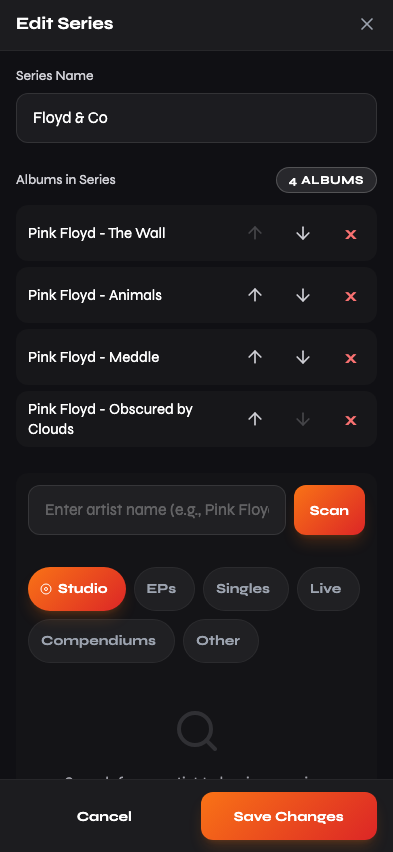 Edit Series
Series Name
Floyd & Co
Albums in Series
4 ALBUMS
Pink Floyd - The Wall
Pink Floyd - Animals
Pink Floyd - Meddle
Pink Floyd - Obscured by
Clouds
Enter artist name (e.g., Pink Floy
Scan
Studio
EPs
Singles
Live
Compendiums
Other
Cancel
Save Changes